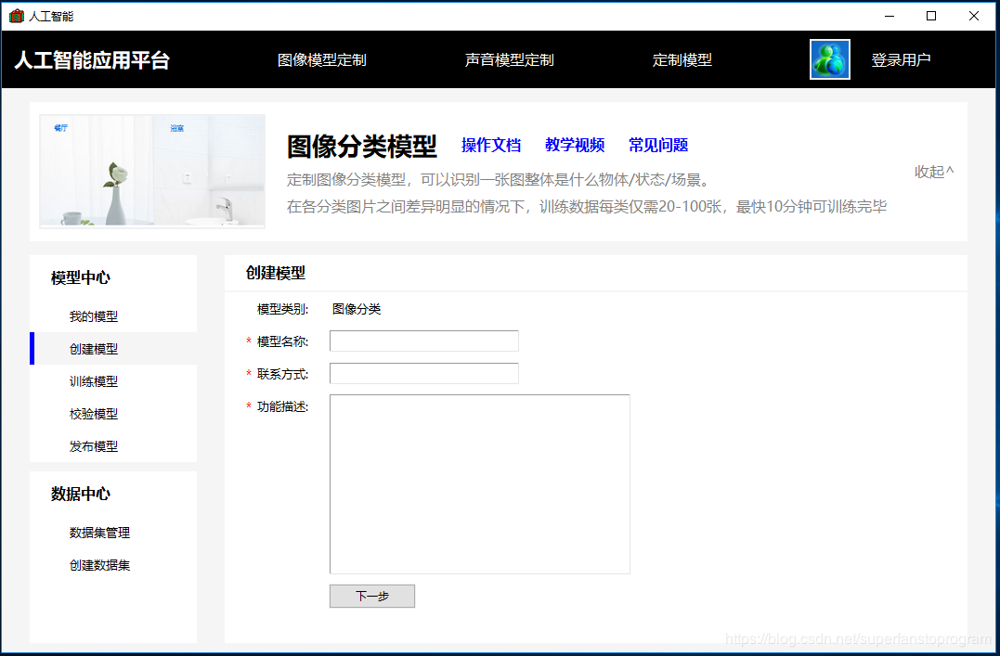 人工智能
人工智能应用平台 图像模型定制 声音模型定制 定制模型 登录用户
餐厅 浴室
图像分类模型 操作文档 教学视频 常见问题
收起^
定制图像分类模型，可以识别一张图整体是什么物体/状态/场景。
在各分类图片之间差异明显的情况下，训练数据每类仅需20-100张，最快10分钟可训练完毕
模型中心
我的模型
创建模型
训练模型
校验模型
发布模型
数据中心
数据集管理
创建数据集
创建模型
模型类别: 图像分类
* 模型名称:
* 联系方式:
* 功能描述:
下一步
https://blog.csdn.net/superfanstoprogram